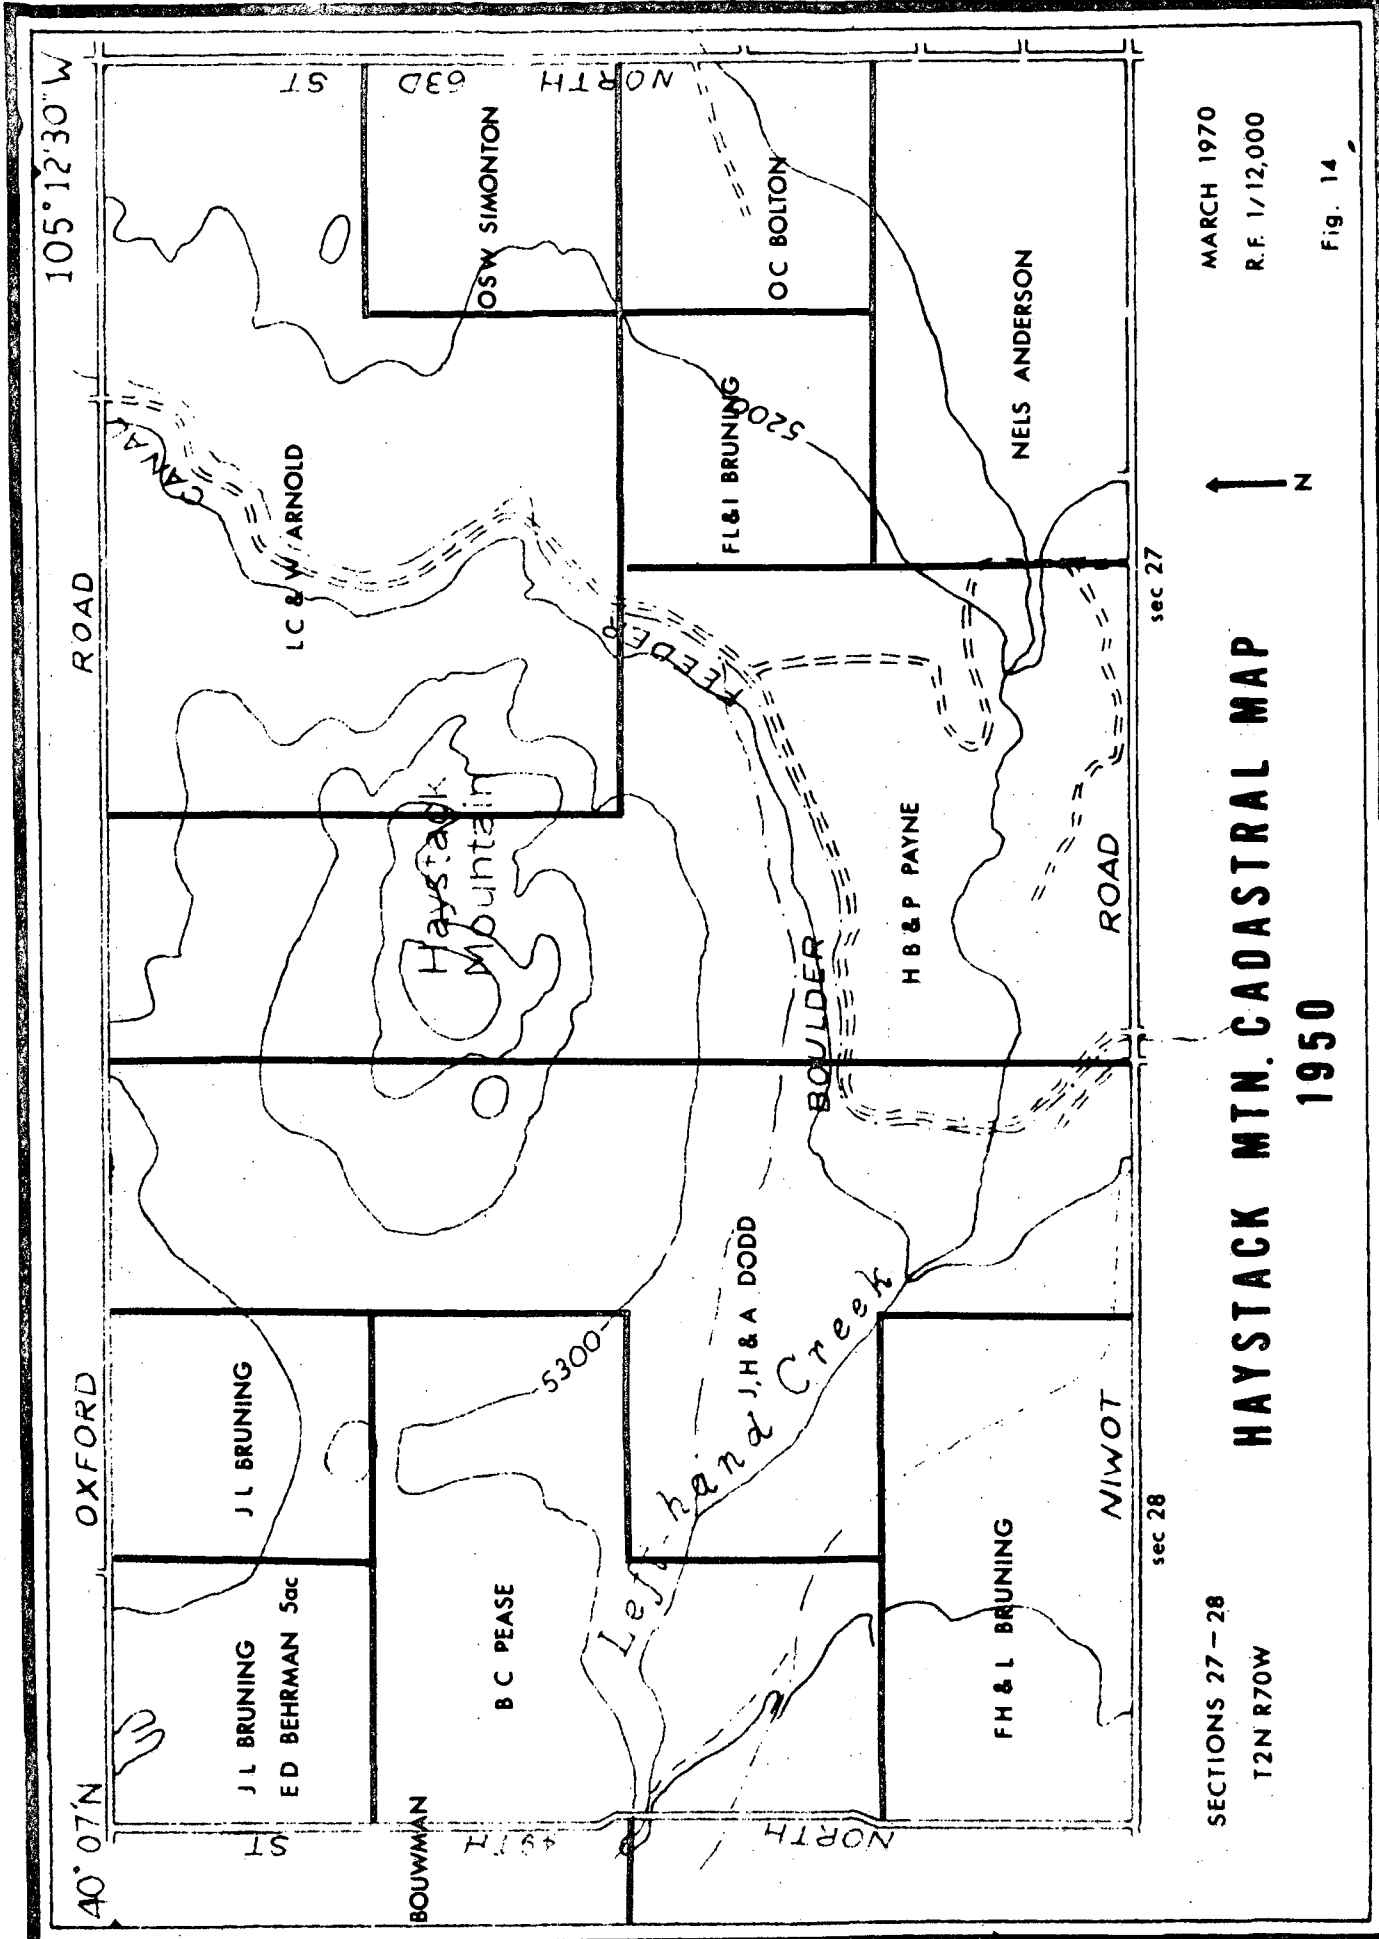 40° 07'N
105° 12' 30" W
OXFORD ROAD
NORTH 49TH ST
NORTH 63D ST
J L BRUNING
ED BEHRMAN 5ac
J L BRUNING
LC & W ARNOLD
CANAL
OSW SIMONTON
Haystack
Mountain
BOUWMAN
B C PEASE
5300
FEEDER
Left-hand Creek
J, H & A DODD
BOULDER
FL&I BRUNING
5200
OC BOLTON
H B & P PAYNE
FH & L BRUNING
NELS ANDERSON
NIWOT ROAD
sec 28
sec 27
SECTIONS 27-28
T2N R70W
HAYSTACK MTN. CADASTRAL MAP
1950
N
MARCH 1970
R.F. 1/12,000
Fig. 14